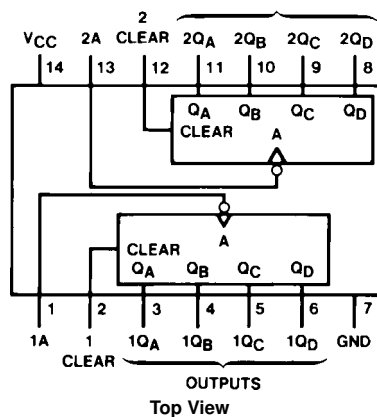 2
VCC 2A CLEAR 2QA 2QB 2QC 2QD
14 13 12 11 10 9 8
QA QB QC QD
CLEAR
A
A
CLEAR
QA QB QC QD
1 2 3 4 5 6 7
1A 1 1QA 1QB 1QC 1QD GND
CLEAR
OUTPUTS
Top View